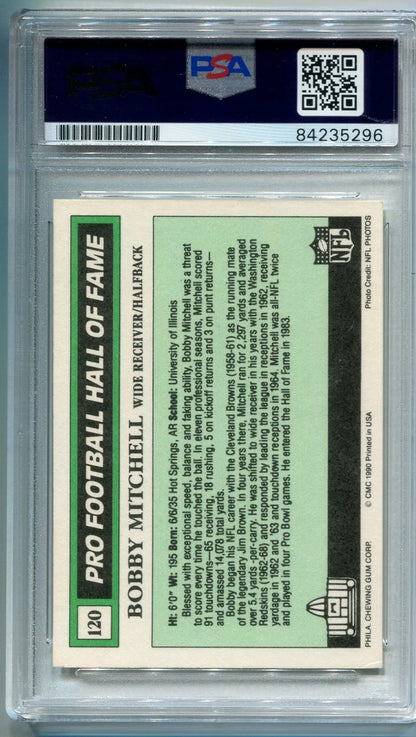 PSA
PSA
84235296
120
PRO FOOTBALL HALL OF FAME
BOBBY MITCHELL WIDE RECEIVER/HALFBACK
Ht: 6'0" Wt: 195 Born: 6/6/35 Hot Springs, AR School: University of Illinois
Blessed with exceptional speed, balance and faking ability, Bobby Mitchell was a threat
to score every time he touched the ball. In eleven professional seasons, Mitchell scored
91 touchdowns—65 receiving, 18 rushing, 5 on kickoff returns and 3 on punt returns—
and amassed 14,078 total yards.
Bobby began his NFL career with the Cleveland Browns (1958-61) as the running mate
of the legendary Jim Brown. In four years there, Mitchell ran for 2,297 yards and averaged
over 5.4 yards -per-carry. He was shifted to wide receiver in his years with the Washington
Redskins (1962-68) and responded by leading the league in receptions in 1962, receiving
yardage in 1962 and '63 and touchdown receptions in 1964. Mitchell was all-NFL twice
and played in four Pro Bowl games. He entered the Hall of Fame in 1983.
NFL
PHILA. CHEWING GUM CORP. © CMC 1990 Printed in USA Photo Credit: NFL PHOTOS